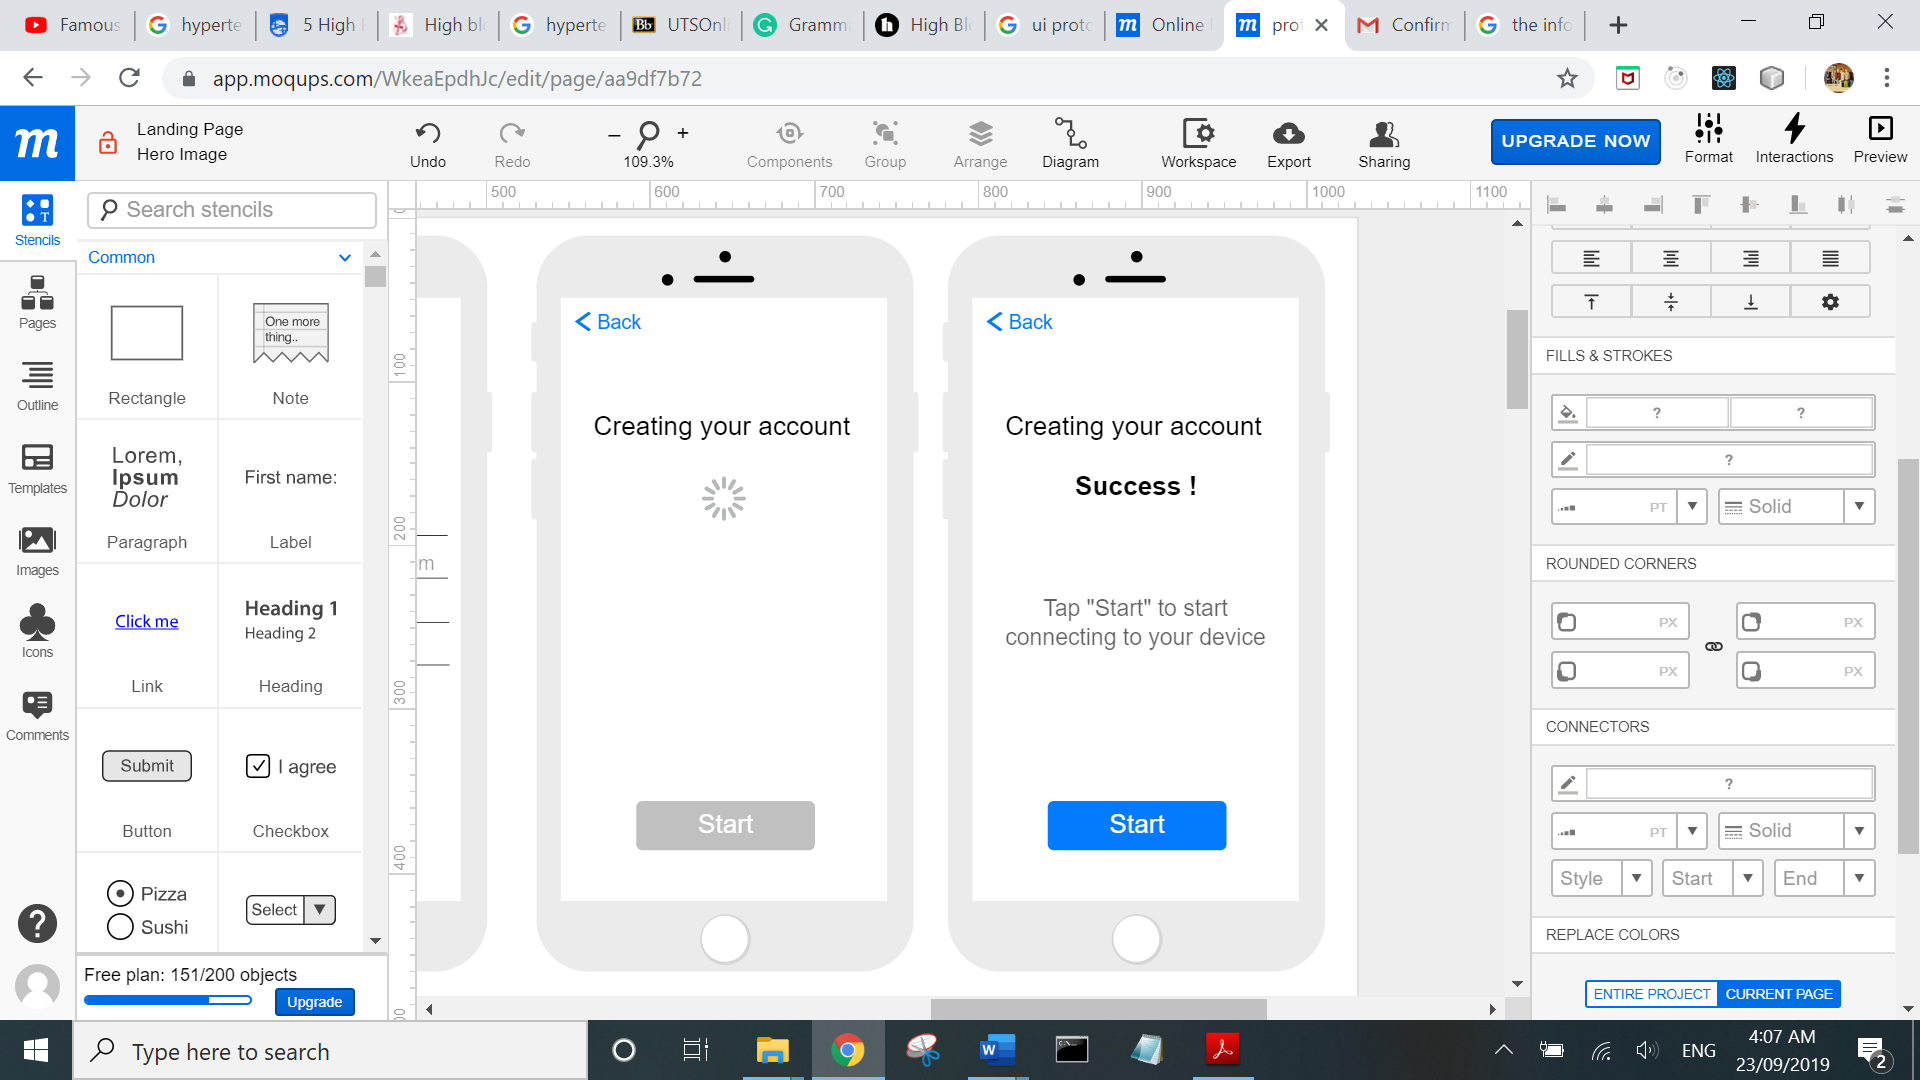 Famous
hyperte
5 High
High bl
hyperte
Bb UTSOnli
Gramma
h High Bl
ui proto
m Online
m pro
Confirm
the info
app.moqups.com/WkeaEpdhJc/edit/page/aa9df7b72
m
Landing Page
Hero Image
Undo
Redo
109.3%
Components
Group
Arrange
Diagram
Workspace
Export
Sharing
UPGRADE NOW
Format
Interactions
Preview
Stencils
Pages
Outline
Templates
Images
Icons
Comments
Search stencils
Common
Rectangle
One more
thing..
Note
Lorem,
Ipsum
Dolor
Paragraph
First name:
Label
Click me
Link
Heading 1
Heading 2
Heading
Submit
Button
I agree
Checkbox
Pizza
Sushi
Select
Free plan: 151/200 objects
Upgrade
500 600 700 800 900 1000 1100
100
200
300
400
m
Back
Creating your account
Start
Back
Creating your account
Success !
Tap "Start" to start
connecting to your device
Start
FILLS & STROKES
? ?
?
PT Solid
ROUNDED CORNERS
PX PX
PX PX
CONNECTORS
?
PT Solid
Style Start End
REPLACE COLORS
ENTIRE PROJECT CURRENT PAGE
Type here to search
ENG
4:07 AM
23/09/2019
2